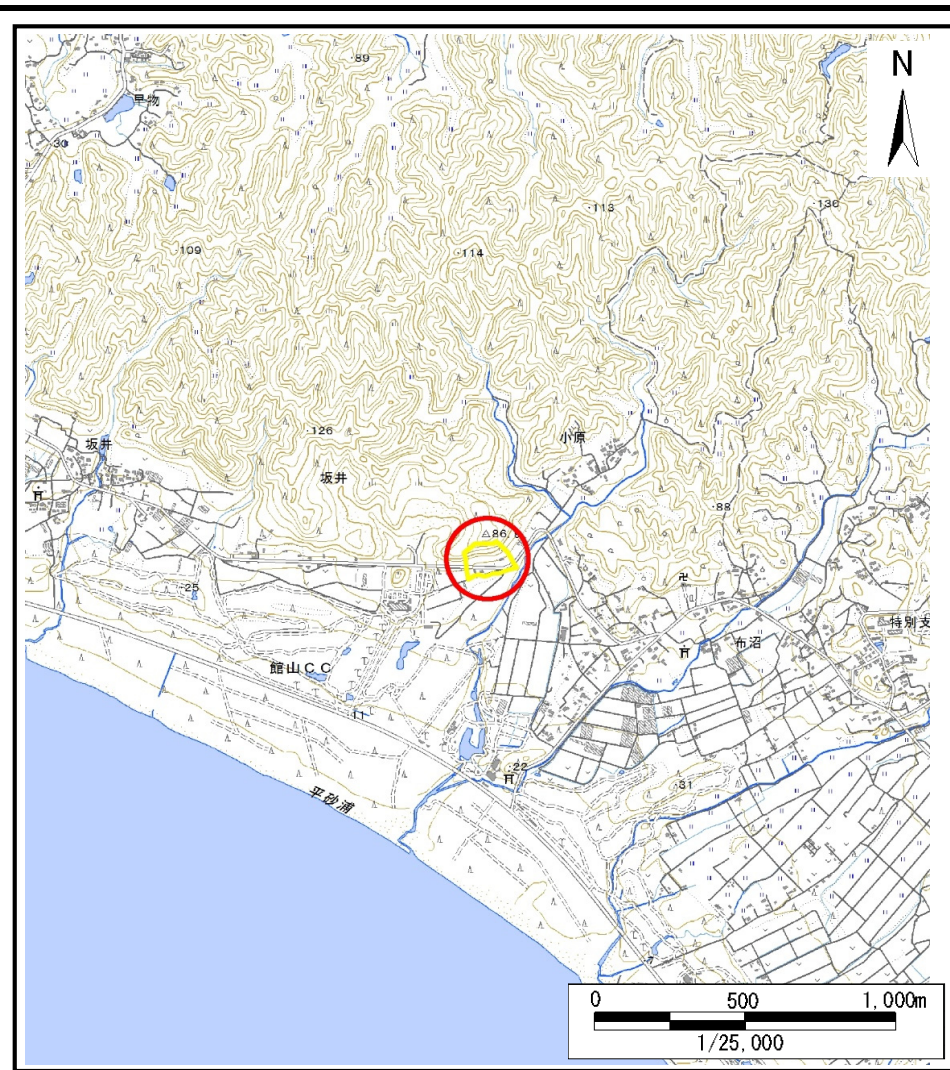 N
・89
早物
・30
・130
・113
・109
・114
・126
坂井
坂井
小原
・88
△86
・25
卍
特別支
布沼
館山CC
・11
・22
・31
平砂浦
0 500 1,000m
1/25,000